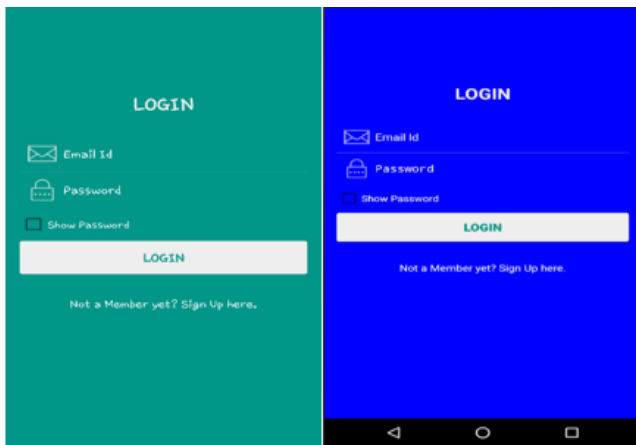 LOGIN
Email Id
Password
Show Password
LOGIN
Not a Member yet? Sign Up here.
LOGIN
Email Id
Password
Show Password
LOGIN
Not a Member yet? Sign Up here.